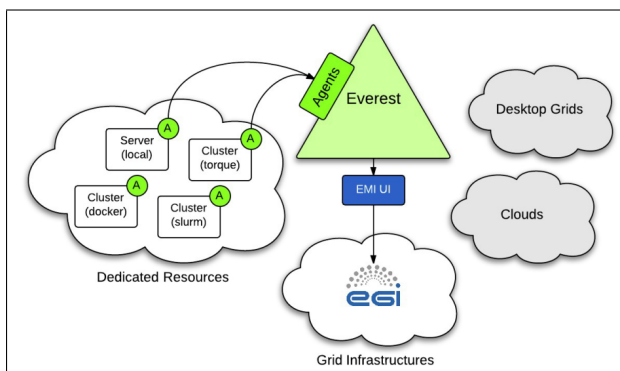 Agents
Everest
A
Server
(local)
A
Cluster
(torque)
A
Cluster
(docker)
A
Cluster
(slurm)
Dedicated Resources
EMI UI
egi
Grid Infrastructures
Desktop Grids
Clouds